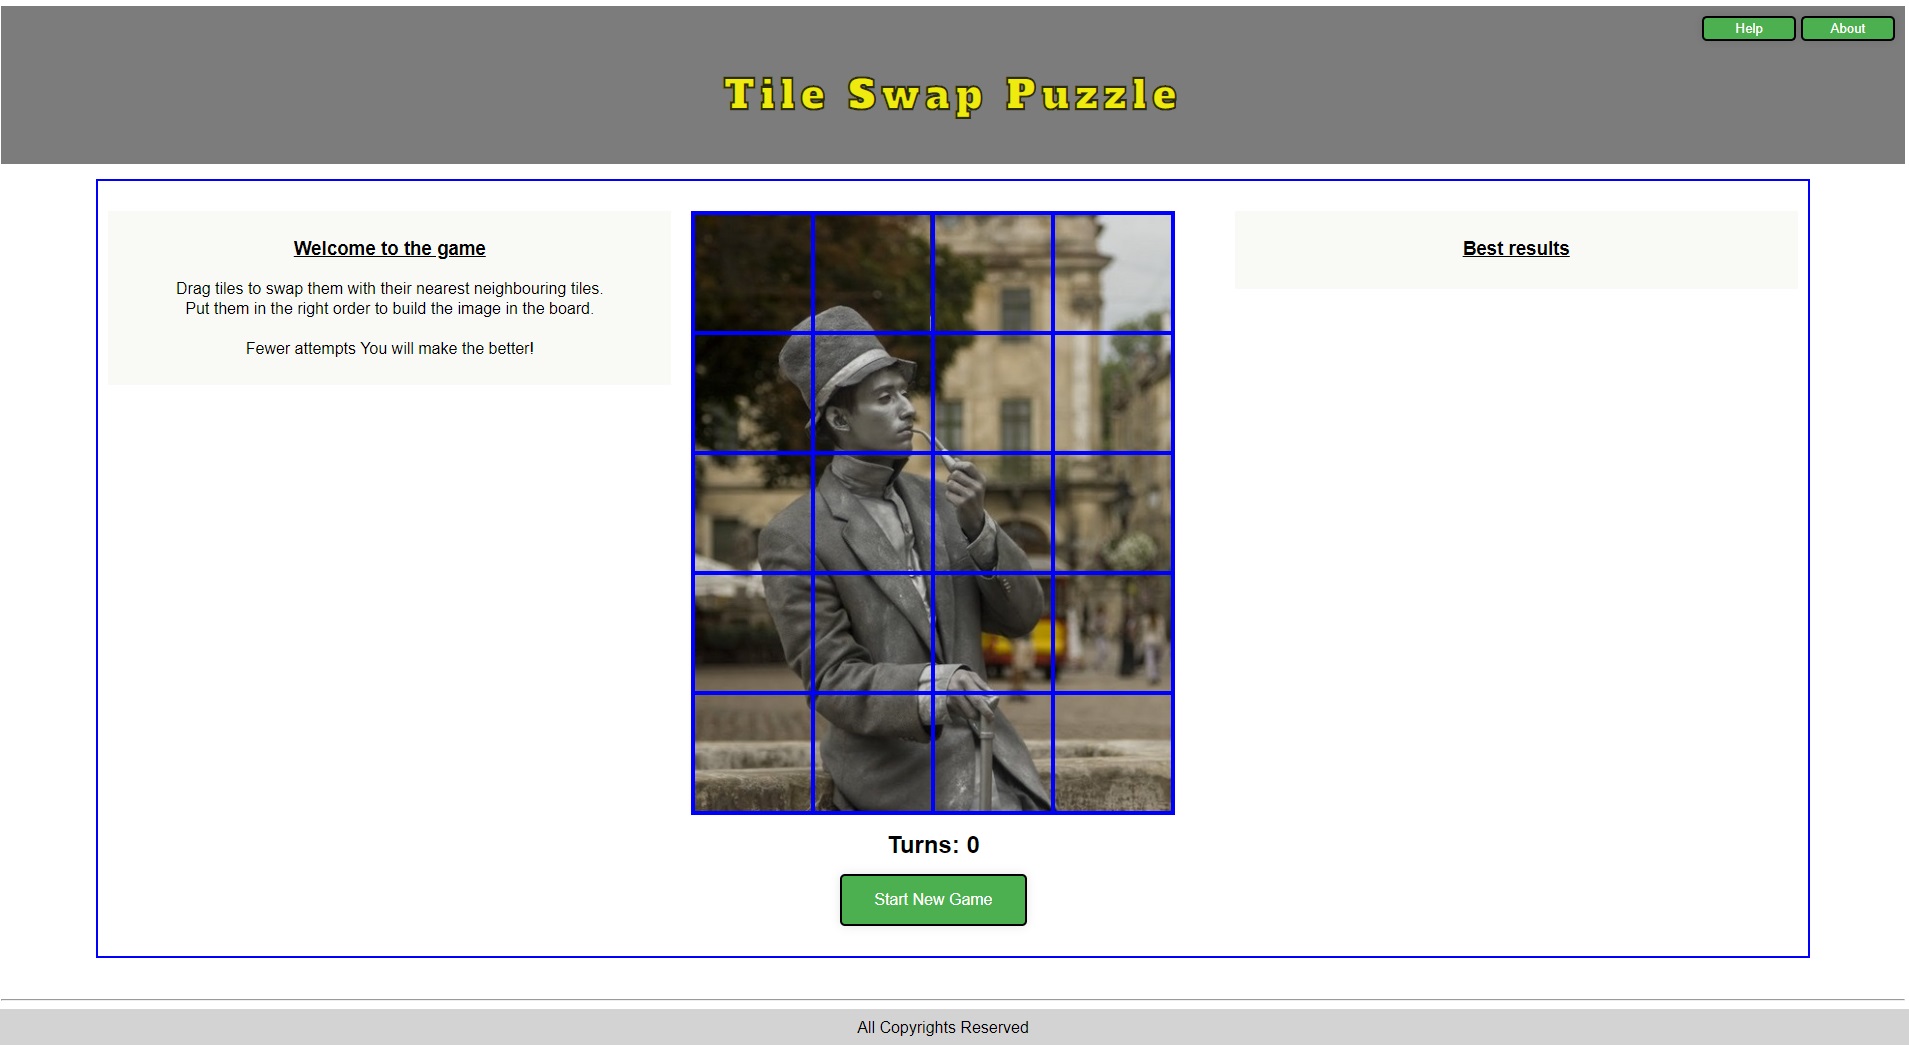 Help
About
Tile Swap Puzzle
Welcome to the game
Drag tiles to swap them with their nearest neighbouring tiles.
Put them in the right order to build the image in the board.
Fewer attempts You will make the better!
Best results
Turns: 0
Start New Game
All Copyrights Reserved